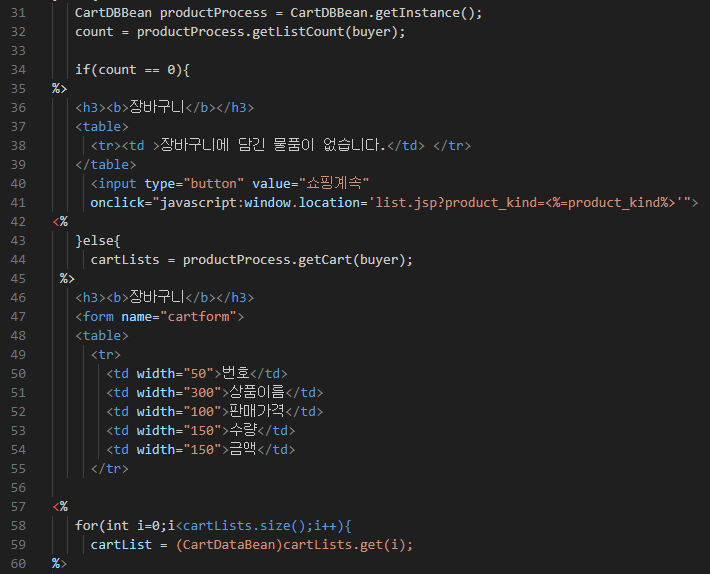 31 CartDBBean productProcess = CartDBBean.getInstance();
32 count = productProcess.getListCount(buyer);
33
34 if(count == 0){
35 %>
36 <h3><b>장바구니</b></h3>
37 <table>
38 <tr><td >장바구니에 담긴 물품이 없습니다.</td> </tr>
39 </table>
40 <input type="button" value="쇼핑계속"
41 onclick="javascript:window.location='list.jsp?product_kind=<%=product_kind%>'">
42 <%
43 }else{
44 cartLists = productProcess.getCart(buyer);
45 %>
46 <h3><b>장바구니</b></h3>
47 <form name="cartform">
48 <table>
49 <tr>
50 <td width="50">번호</td>
51 <td width="300">상품이름</td>
52 <td width="100">판매가격</td>
53 <td width="150">수량</td>
54 <td width="150">금액</td>
55 </tr>
56
57 <%
58 for(int i=0;i<cartLists.size();i++){
59 cartList = (CartDataBean)cartLists.get(i);
60 %>